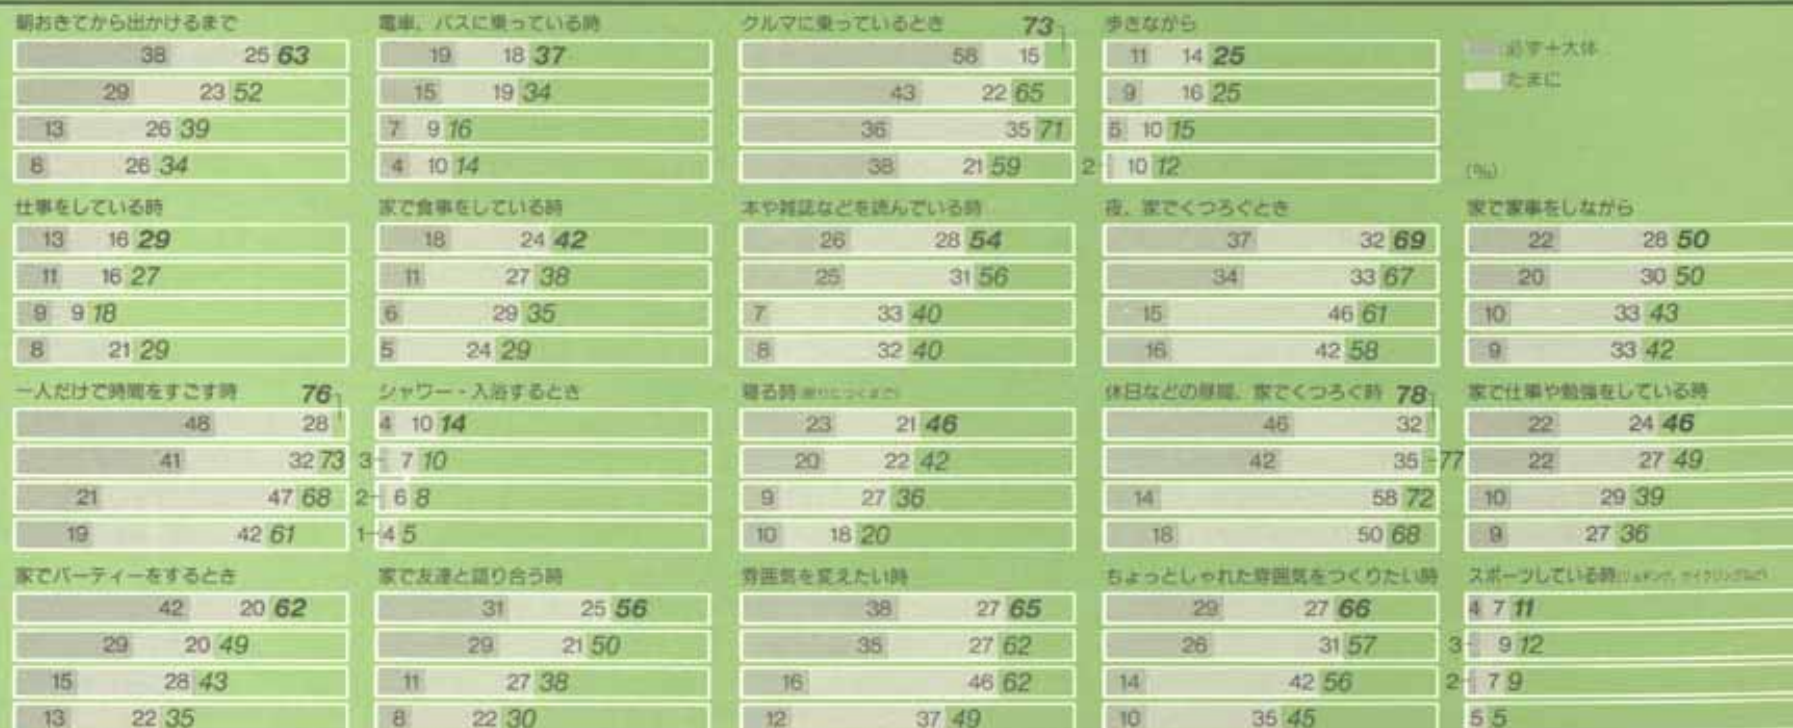 朝おきてから出かけるまで
38 25 63
29 23 52
13 26 39
8 26 34
電車、バスに乗っている時
19 18 37
15 19 34
7 9 16
4 10 14
クルマに乗っているとき
73
58 15
43 22 65
36 35 71
38 21 59
歩きながら
11 14 25
9 16 25
5 10 15
2 10 12
必ず+大体
たまに
(%)
仕事をしている時
13 16 29
11 16 27
9 9 18
8 21 29
家で食事をしている時
18 24 42
11 27 38
6 29 35
5 24 29
本や雑誌などを読んでいる時
26 28 54
25 31 56
7 33 40
8 32 40
夜、家でくつろぐとき
37 32 69
34 33 67
15 46 61
16 42 58
家で家事をしながら
22 28 50
20 30 50
10 33 43
9 33 42
一人だけで時間をすごす時
76
48 28
41 32 73
21 47 68
19 42 61
シャワー・入浴するとき
4 10 14
3 7 10
2 6 8
1 4 5
寝る時
23 21 46
20 22 42
9 27 36
10 18 20
休日などの昼間、家でくつろぐ時
78
46 32
42 35 77
14 58 72
18 50 68
家で仕事や勉強をしている時
22 24 46
22 27 49
10 29 39
9 27 36
家でパーティーをするとき
42 20 62
29 20 49
15 28 43
13 22 35
家で友達と語り合う時
31 25 56
29 21 50
11 27 38
8 22 30
雰囲気を変えたい時
38 27 65
35 27 62
16 46 62
12 37 49
ちょっとしゃれた雰囲気をつくりたい時
29 27 66
26 31 57
14 42 56
10 35 45
スポーツしている時
4 7 11
3 9 12
2 7 9
5 5